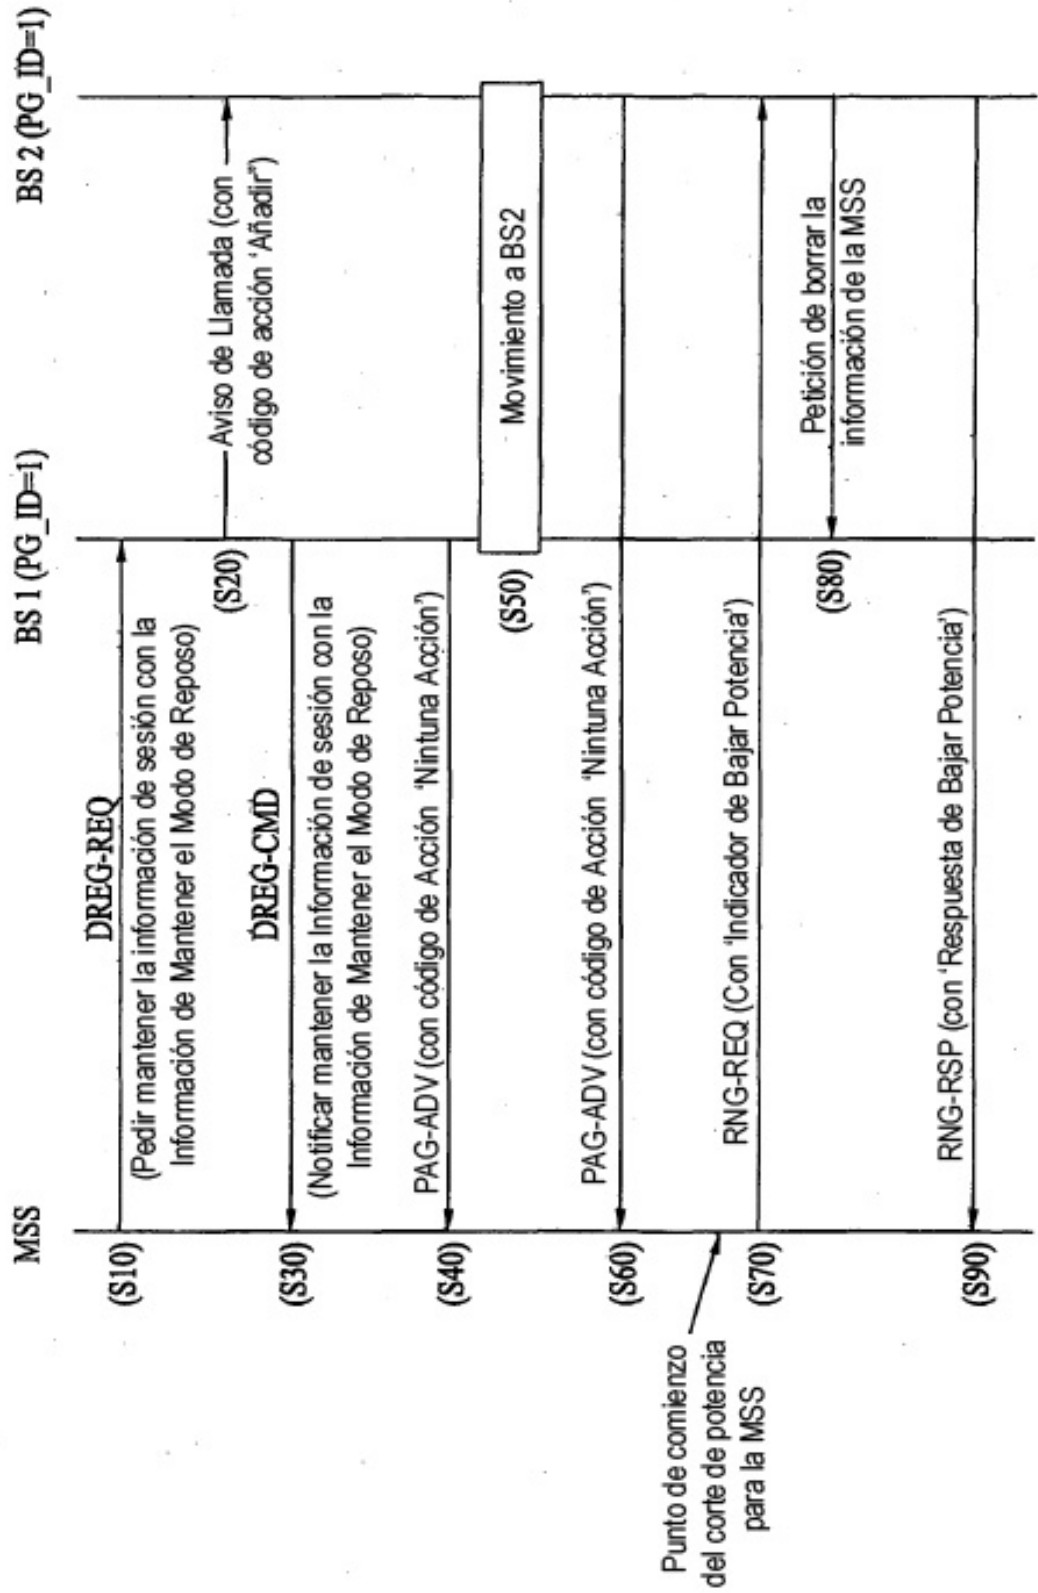 MSS
BS 1 (PG_ID=1)
BS 2 (PG_ID=1)
(S10)
DREG-REQ
(Pedir mantener la información de sesión con la
Información de Mantener el Modo de Reposo)
(S20)
Aviso de Llamada (con
código de acción ‘Añadir’)
(S30)
DREG-CMD
(Notificar mantener la Información de sesión con la
Información de Mantener el Modo de Reposo)
(S40)
PAG-ADV (con código de Acción ‘Nintuna Acción’)
(S50)
Movimiento a BS2
(S60)
PAG-ADV (con código de Acción ‘Nintuna Acción’)
Punto de comienzo
del corte de potencia
para la MSS
(S70)
RNG-REQ (Con ‘Indicador de Bajar Potencia’)
(S80)
Petición de borrar la
información de la MSS
(S90)
RNG-RSP (con ‘Respuesta de Bajar Potencia’)